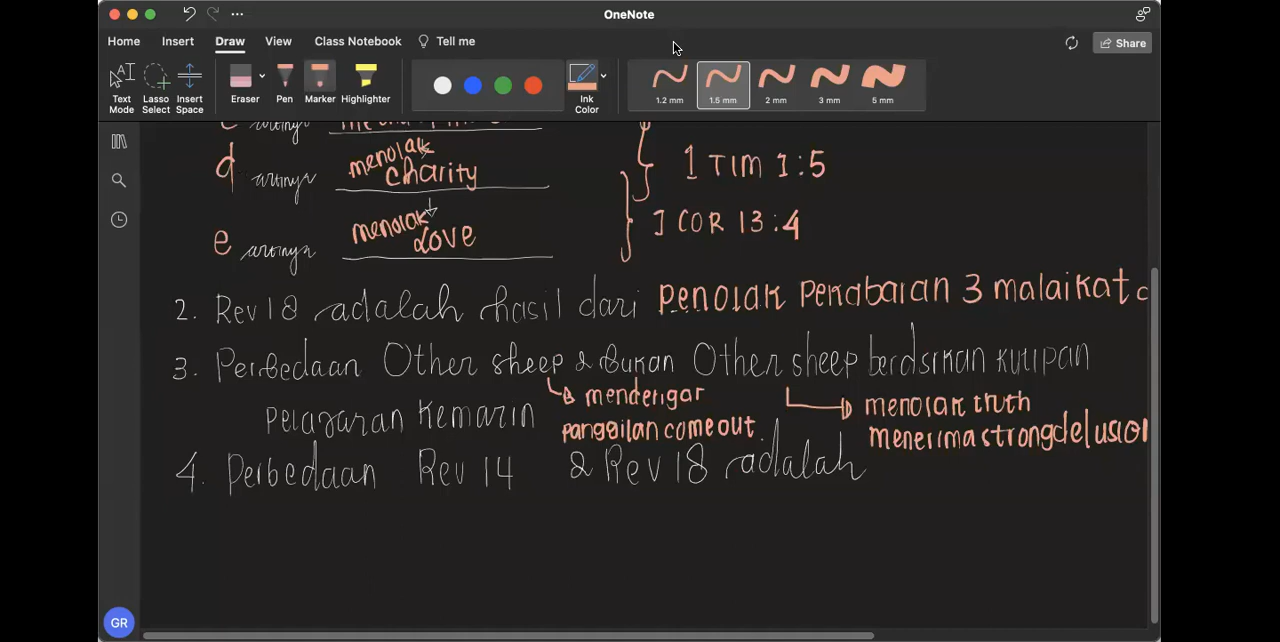 OneNote
Home Insert Draw View Class Notebook Tell me
Share
Text Mode
Lasso Select
Insert Space
Eraser
Pen
Marker
Highlighter
Ink Color
1.2 mm
1.5 mm
2 mm
3 mm
5 mm
artinya
d artinya menolak charity
1 TIM 1:5
e artinya menolak Love
1 COR 13:4
2. Rev 18 adalah hasil dari Penolak Pekabaran 3 malaikat
3. Perbedaan Other sheep & Bukan Other sheep berdsrkan kutipan
Pelajaran Kemarin
mendengar
panggilan come out.
menolak truth
menerima strong delusion
4. Perbedaan Rev 14 & Rev 18 adalah
GR